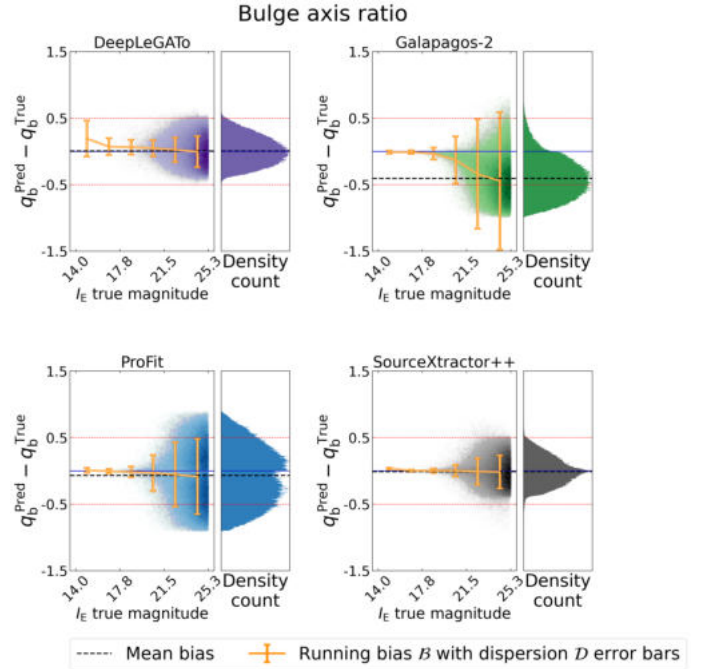 Bulge axis ratio
DeepLeGATo
Galapagos-2
q_b^Pred − q_b^True
1.5
0.5
0
-0.5
-1.5
14.0
17.8
21.5
25.3
I_E true magnitude
Density
count
q_b^Pred − q_b^True
1.5
0.5
0
-0.5
-1.5
14.0
17.8
21.5
25.3
I_E true magnitude
Density
count
ProFit
SourceXtractor++
q_b^Pred − q_b^True
1.5
0.5
0
-0.5
-1.5
14.0
17.8
21.5
25.3
I_E true magnitude
Density
count
q_b^Pred − q_b^True
1.5
0.5
0
-0.5
-1.5
14.0
17.8
21.5
25.3
I_E true magnitude
Density
count
Mean bias
Running bias ℬ with dispersion 𝒟 error bars